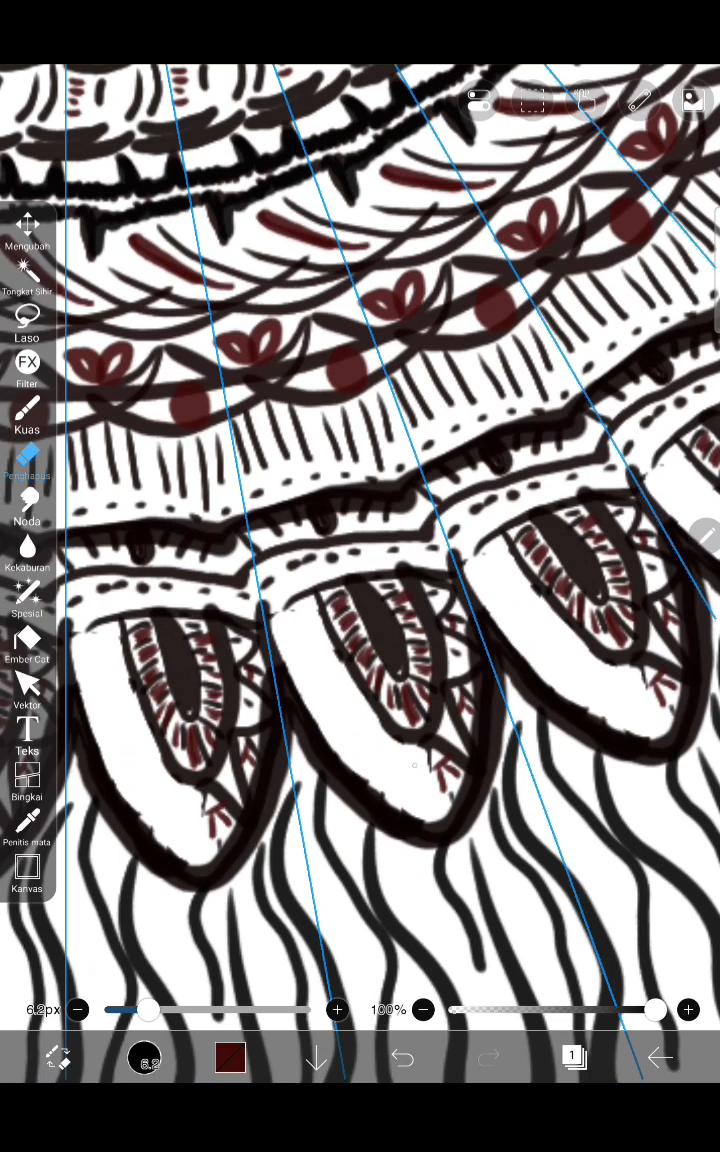 Mengubah
Tongkat Sihir
Laso
FX
Filter
Kuas
Penghapus
Noda
Kekaburan
Spesial
Ember Cat
Vektor
T
Teks
Bingkai
Penitis mata
Kanvas
6.2px
100%
6.2
1